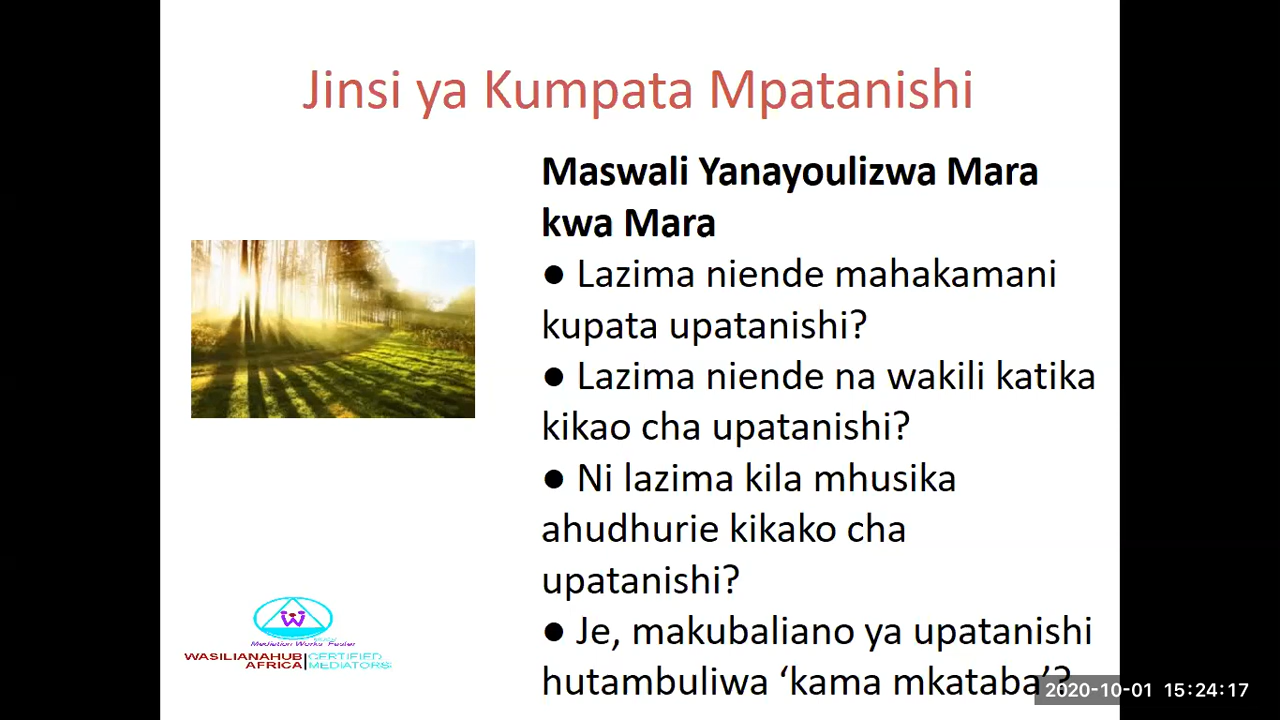 Jinsi ya Kumpata Mpatanishi
Maswali Yanayoulizwa Mara
kwa Mara
● Lazima niende mahakamani
kupata upatanishi?
● Lazima niende na wakili katika
kikao cha upatanishi?
● Ni lazima kila mhusika
ahudhurie kikako cha
upatanishi?
● Je, makubaliano ya upatanishi
hutambuliwa ‘kama mkataba’?
Mediation Works Faster
WASILIANAHUB CERTIFIED
AFRICA MEDIATORS
2020-10-01 15:24:17